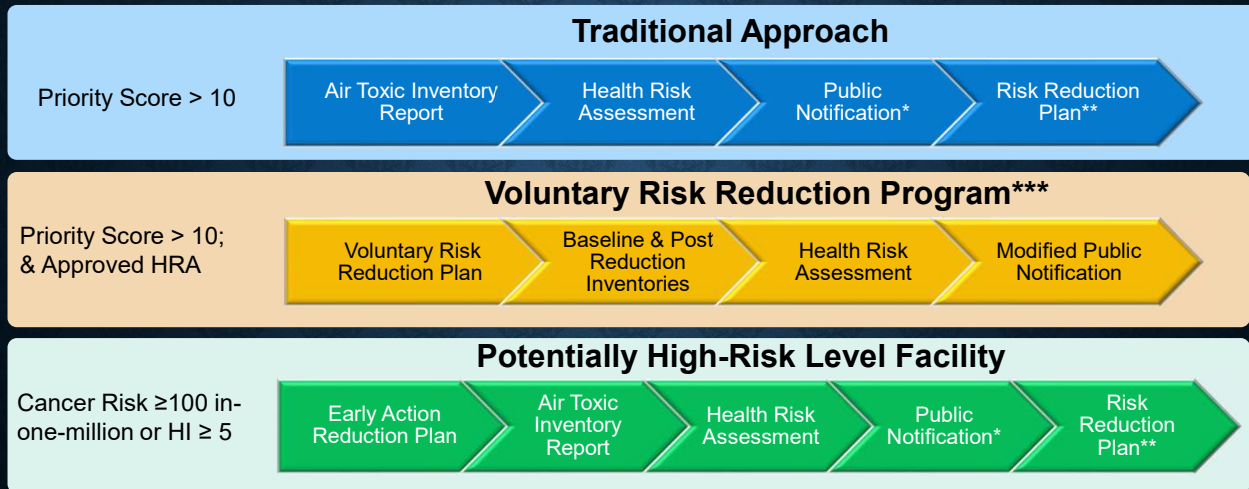 Traditional Approach
Priority Score > 10
Air Toxic Inventory
Report
Health Risk
Assessment
Public
Notification*
Risk Reduction
Plan**
Voluntary Risk Reduction Program***
Priority Score > 10;
& Approved HRA
Voluntary Risk
Reduction Plan
Baseline & Post
Reduction
Inventories
Health Risk
Assessment
Modified Public
Notification
Potentially High-Risk Level Facility
Cancer Risk ≥100 in-
one-million or HI ≥ 5
Early Action
Reduction Plan
Air Toxic
Inventory
Report
Health Risk
Assessment
Public
Notification*
Risk
Reduction
Plan**